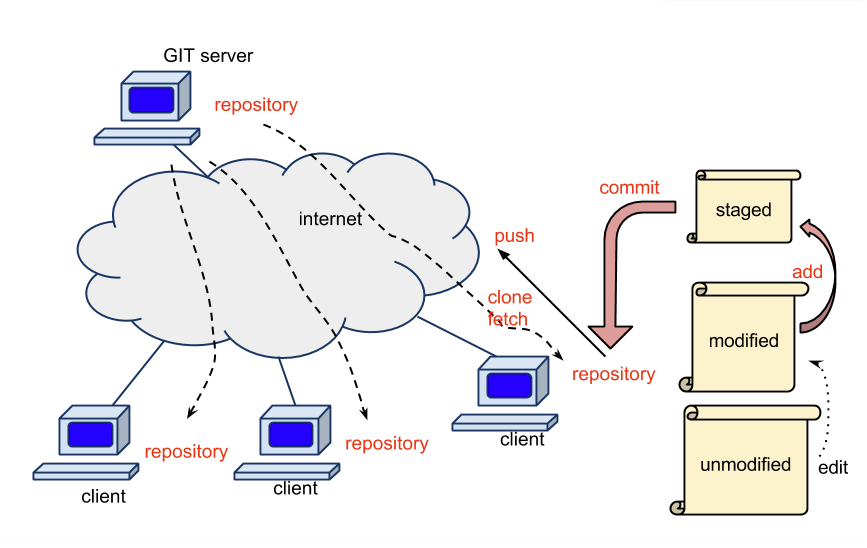 GIT server
repository
internet
commit
staged
push
add
clone
fetch
modified
repository
repository
repository
client
unmodified
edit
client
client